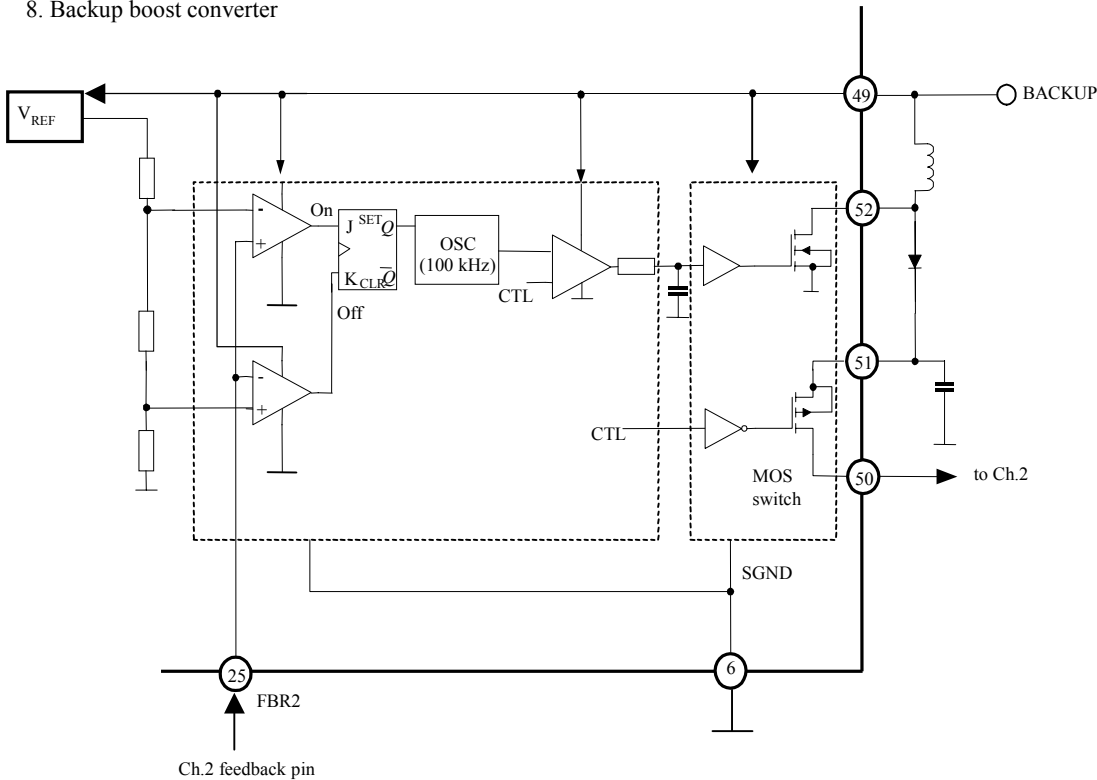 8. Backup boost converter
49
BACKUP
VREF
52
On
J SET Q
OSC
(100 kHz)
K CLR Q
CTL
Off
-
+
-
+
51
CTL
MOS
switch
50
to Ch.2
SGND
25
6
FBR2
Ch.2 feedback pin